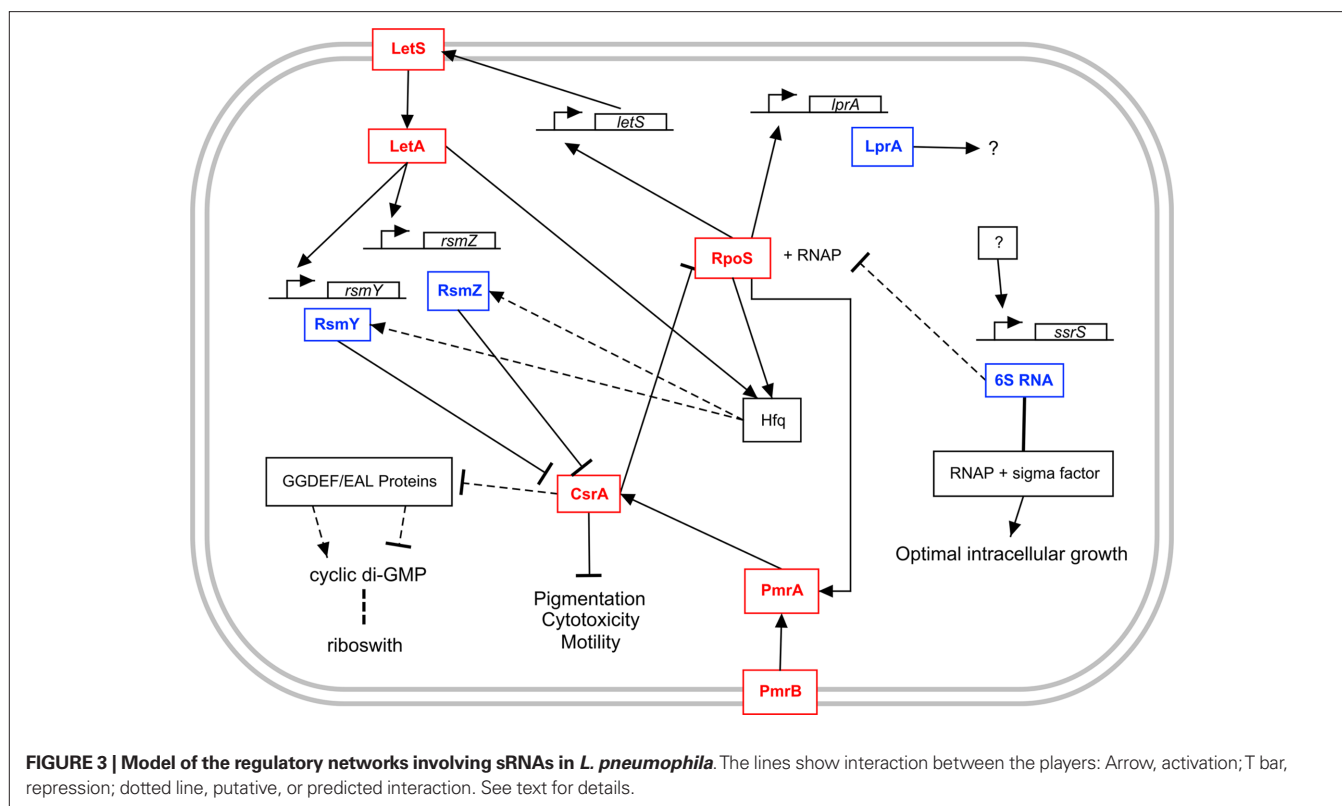 LetS
LetA
letS
lprA
LprA
?
rsmZ
rsmY
RsmZ
RsmY
RpoS
+ RNAP
?
ssrS
6S RNA
Hfq
RNAP + sigma factor
Optimal intracellular growth
GGDEF/EAL Proteins
CsrA
cyclic di-GMP
riboswith
Pigmentation
Cytotoxicity
Motility
PmrA
PmrB
FIGURE 3 | Model of the regulatory networks involving sRNAs in L. pneumophila. The lines show interaction between the players: Arrow, activation; T bar,
repression; dotted line, putative, or predicted interaction. See text for details.